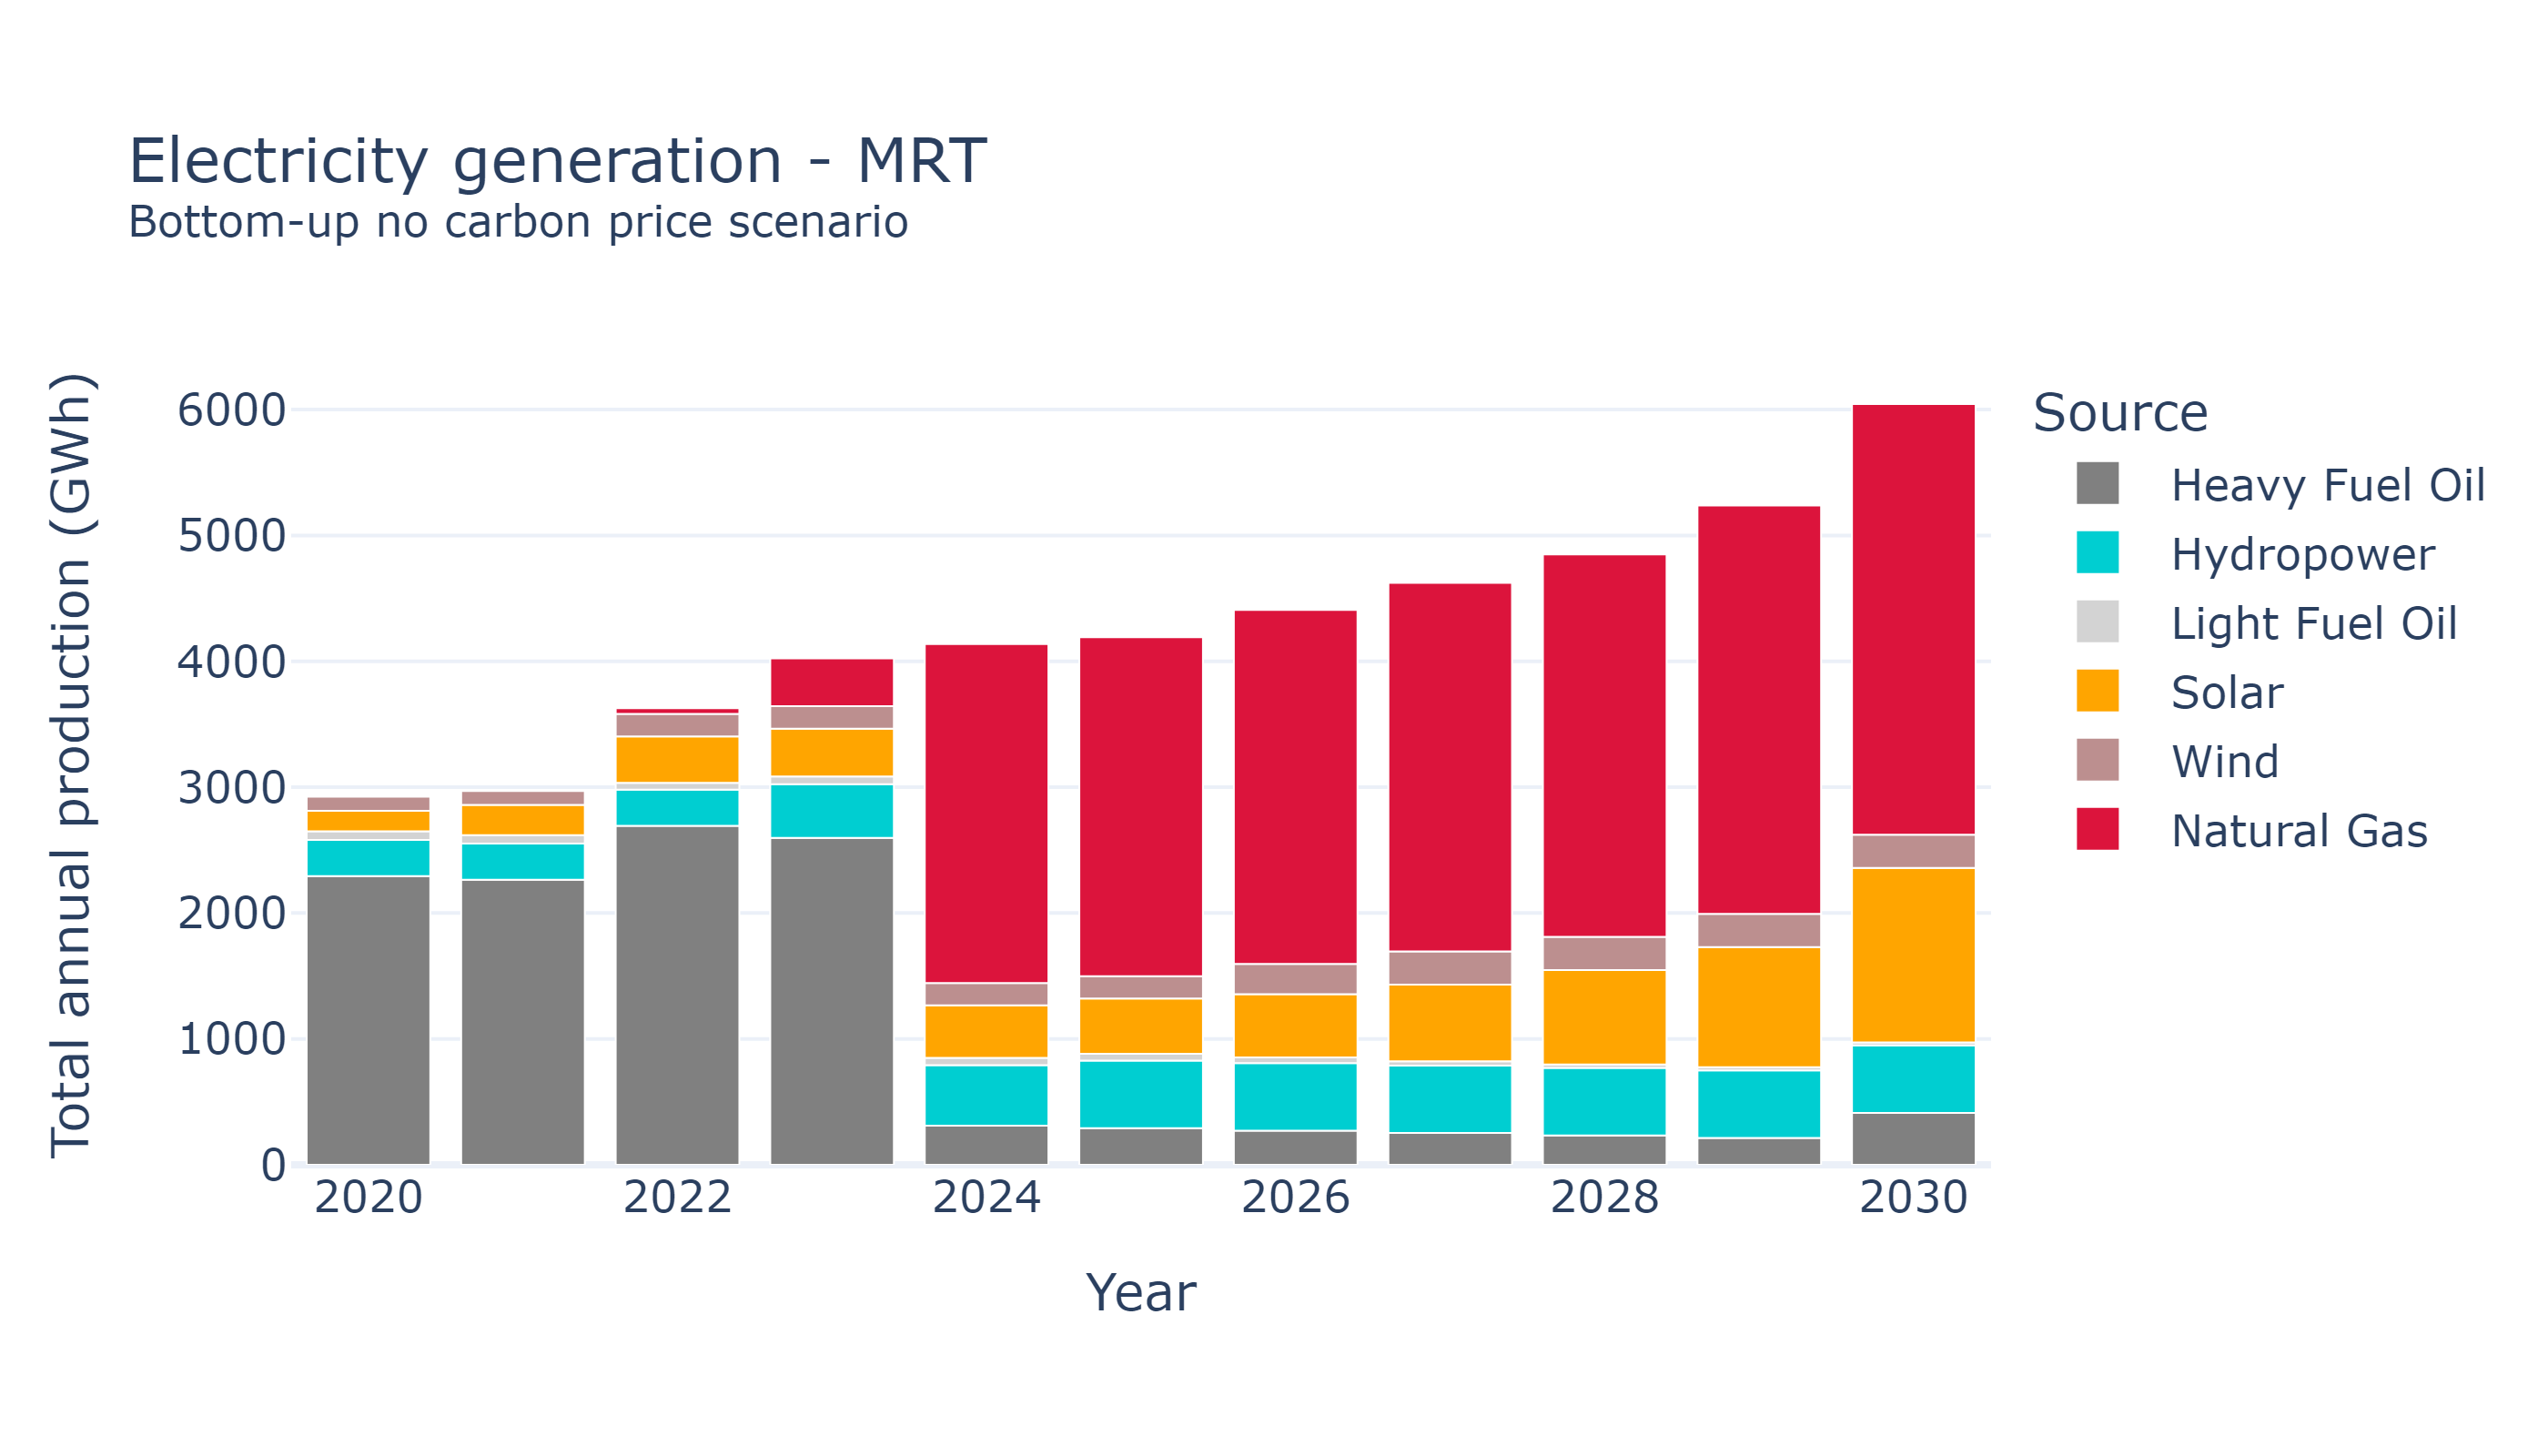 Electricity generation - MRT
Bottom-up no carbon price scenario
Total annual production (GWh)
6000
5000
4000
3000
2000
1000
0
2020 2022 2024 2026 2028 2030
Year
Source
Heavy Fuel Oil
Hydropower
Light Fuel Oil
Solar
Wind
Natural Gas